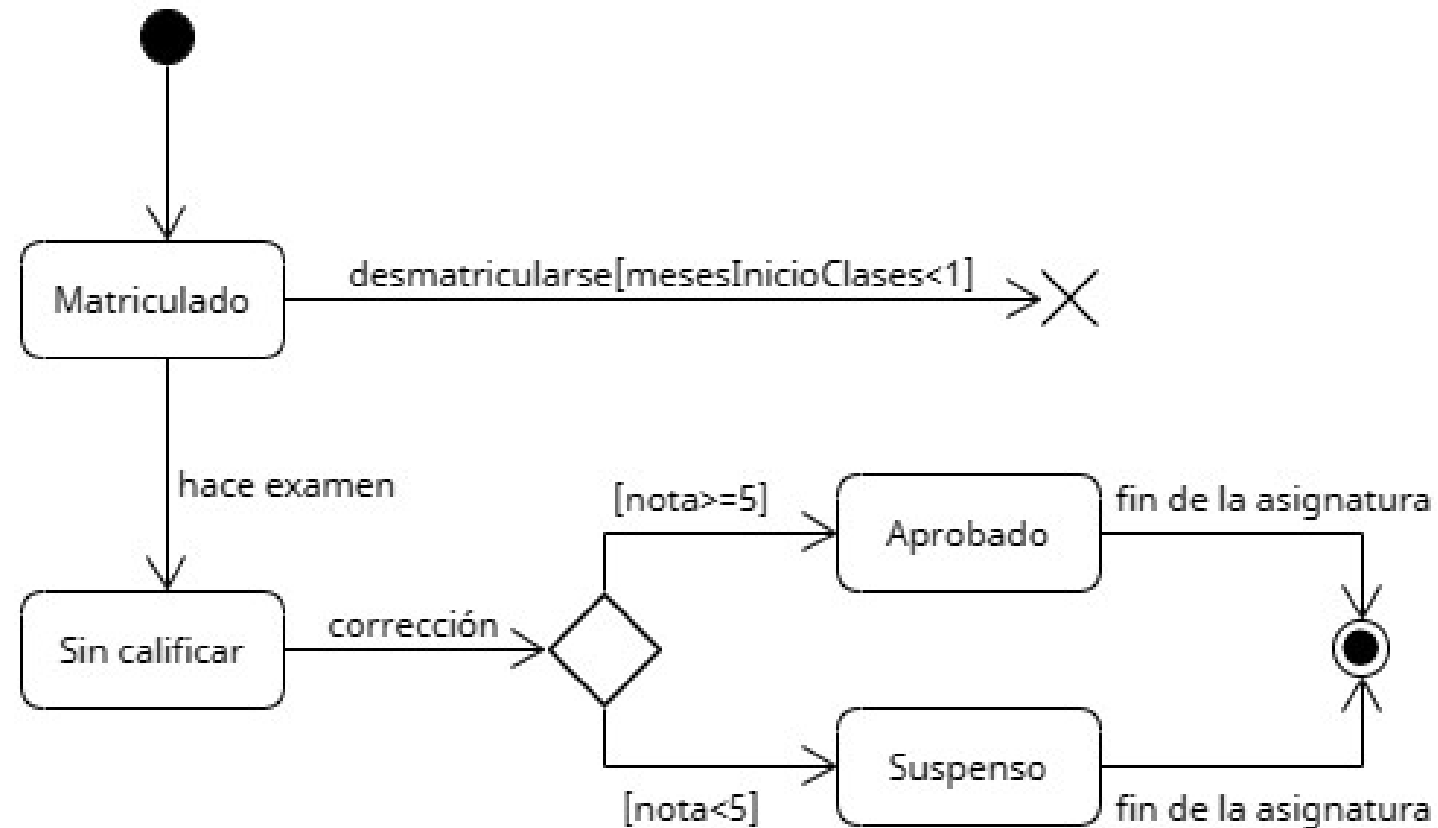 desmatricularse[mesesInicioClases<1]
Matriculado
hace examen
[nota>=5]
fin de la asignatura
Aprobado
corrección
Sin calificar
Suspenso
[nota<5]
fin de la asignatura